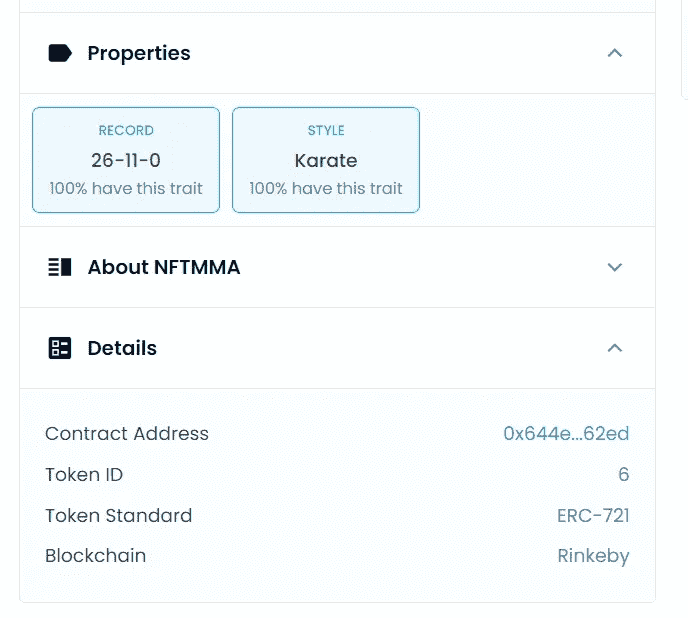 Properties
RECORD
26-11-0
100% have this trait
STYLE
Karate
100% have this trait
About NFTMMA
Details
Contract Address 0x644e...62ed
Token ID 6
Token Standard ERC-721
Blockchain Rinkeby